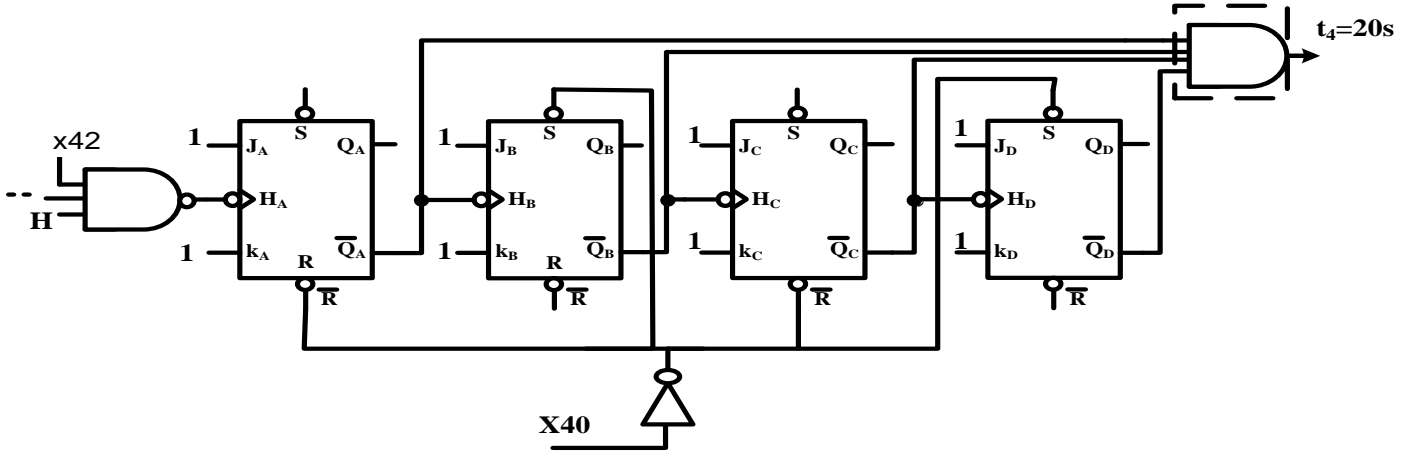 t₄=20s
x42
H
1
1
S
J_A
Q_A
H_A
k_A
Q̅_A
R
R̅
1
1
S
J_B
Q_B
H_B
k_B
Q̅_B
R
R̅
1
1
S
J_C
Q_C
H_C
k_C
Q̅_C
R̅
1
1
S
J_D
Q_D
H_D
k_D
Q̅_D
R̅
X40